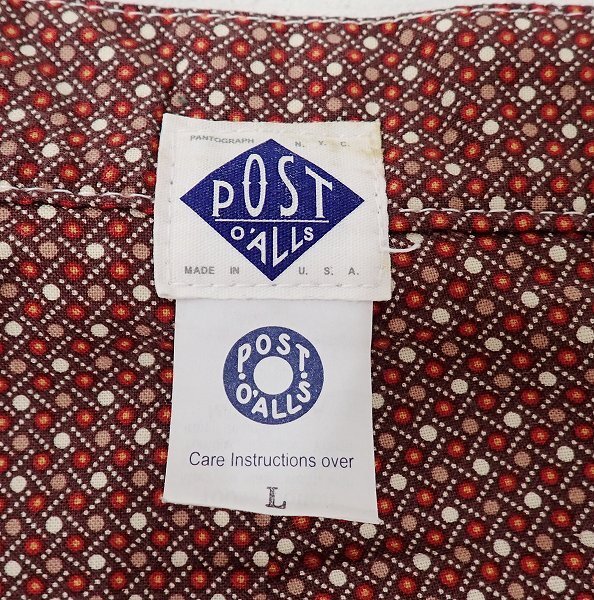 PANTOGRAPH N. Y. C.
POST
O'ALLS
MADE IN U. S. A.
POST
O'ALLS
Care Instructions over
L